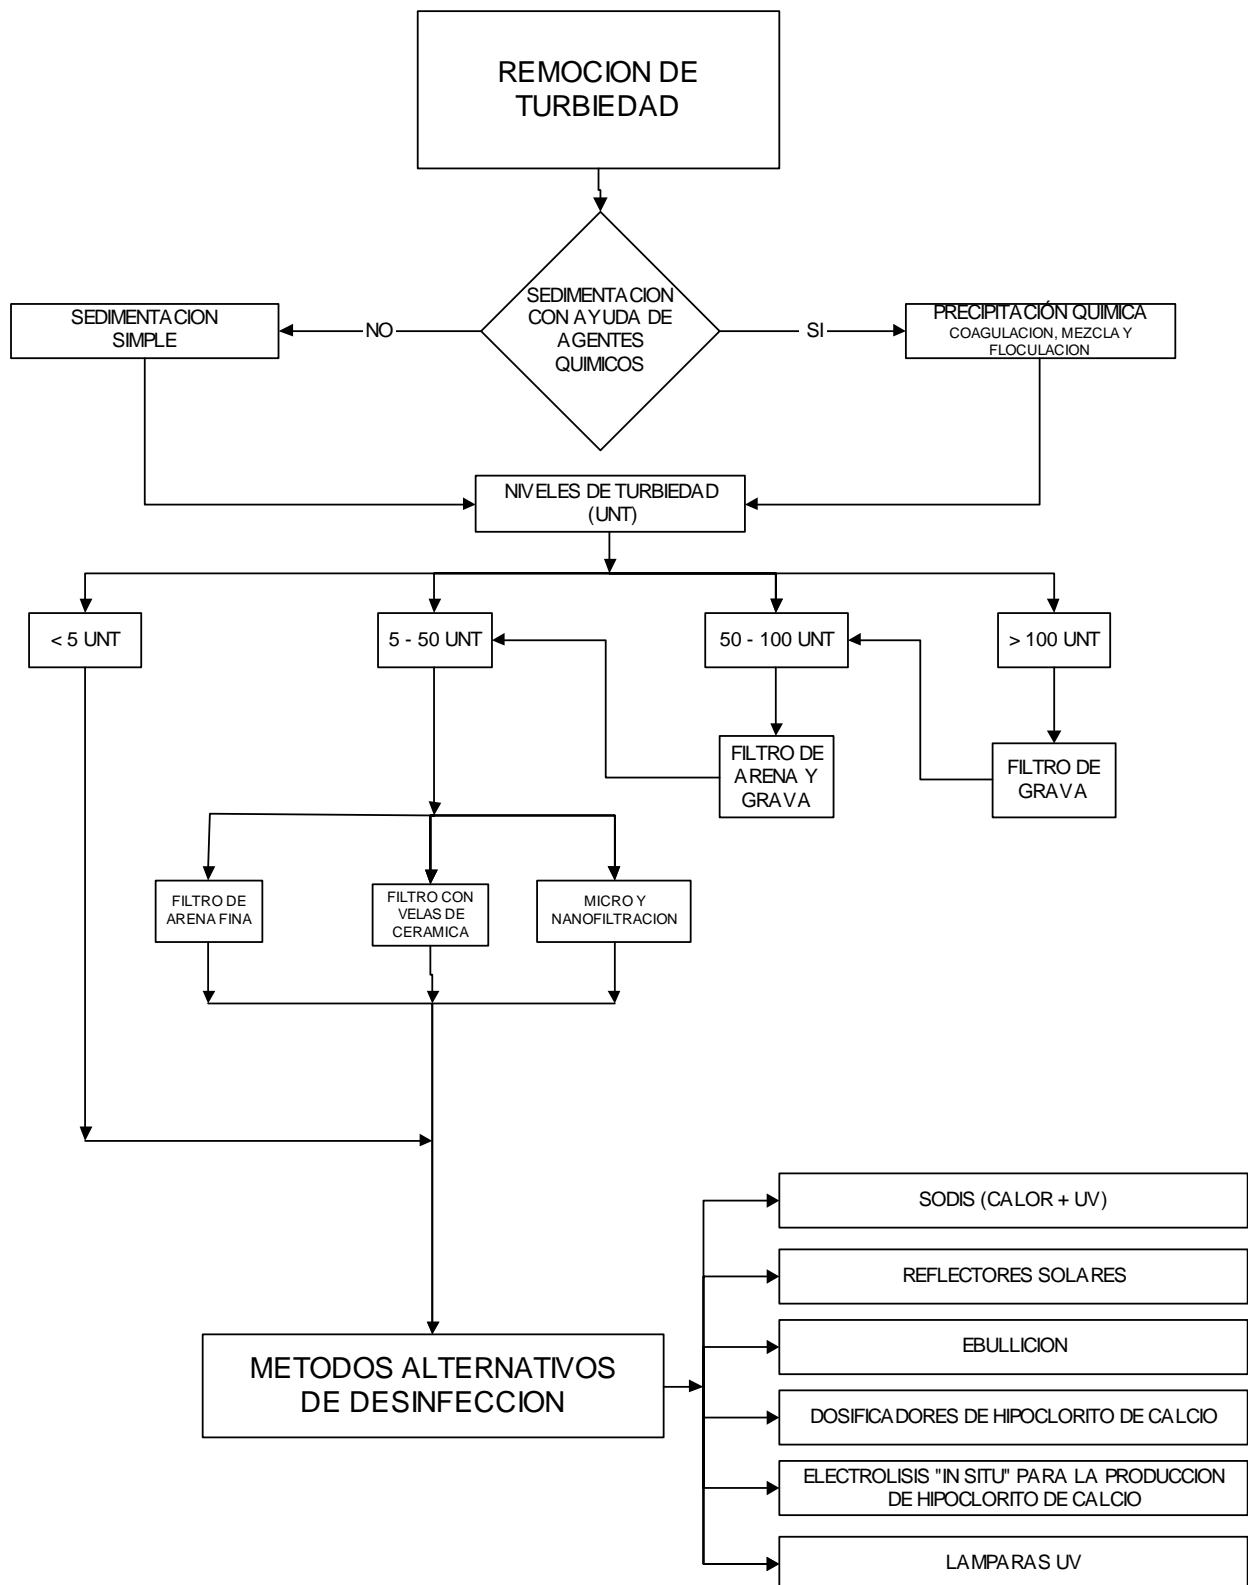 REMOCION DE
TURBIEDAD
SEDIMENTACION
CON AYUDA DE
AGENTES
QUIMICOS
SEDIMENTACION
SIMPLE
NO
SI
PRECIPITACIÓN QUIMICA
COAGULACION, MEZCLA Y
FLOCULACION
NIVELES DE TURBIEDAD
(UNT)
< 5 UNT
5 - 50 UNT
50 - 100 UNT
> 100 UNT
FILTRO DE
ARENA Y
GRAVA
FILTRO DE
GRAVA
FILTRO DE
ARENA FINA
FILTRO CON
VELAS DE
CERAMICA
MICRO Y
NANOFILTRACION
METODOS ALTERNATIVOS
DE DESINFECCION
SODIS (CALOR + UV)
REFLECTORES SOLARES
EBULLICION
DOSIFICADORES DE HIPOCLORITO DE CALCIO
ELECTROLISIS "IN SITU" PARA LA PRODUCCION
DE HIPOCLORITO DE CALCIO
LAMPARAS UV